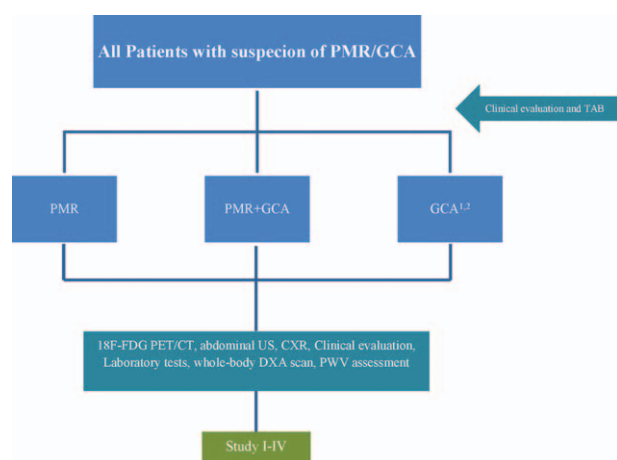 All Patients with suspecion of PMR/GCA
Clinical evaluation and TAB
PMR
PMR+GCA
GCA1,2
18F-FDG PET/CT, abdominal US, CXR, Clinical evaluation,
Laboratory tests, whole-body DXA scan, PWV assessment
Study I-IV